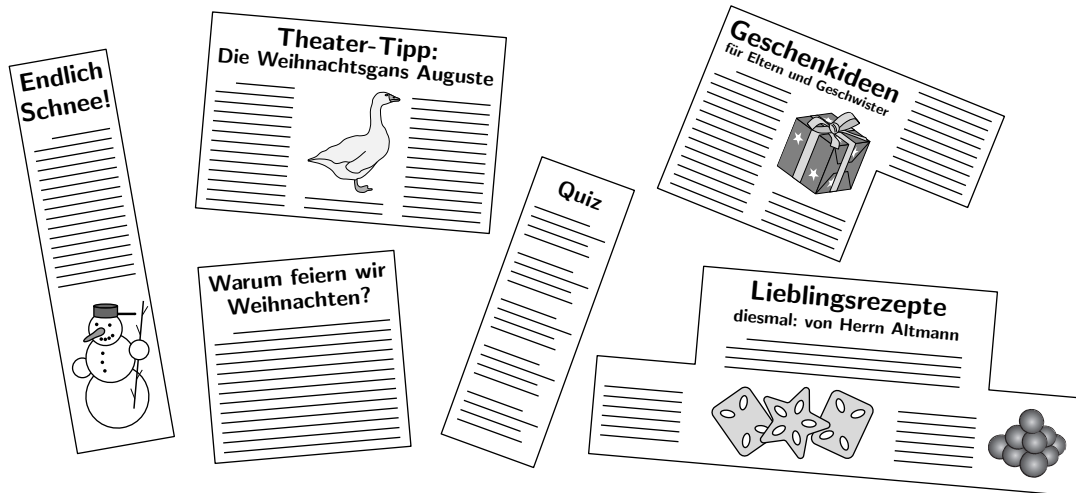 Endlich
Schnee!
Theater-Tipp:
Die Weihnachtsgans Auguste
Geschenkideen
für Eltern und Geschwister
Quiz
Warum feiern wir
Weihnachten?
Lieblingsrezepte
diesmal: von Herrn Altmann